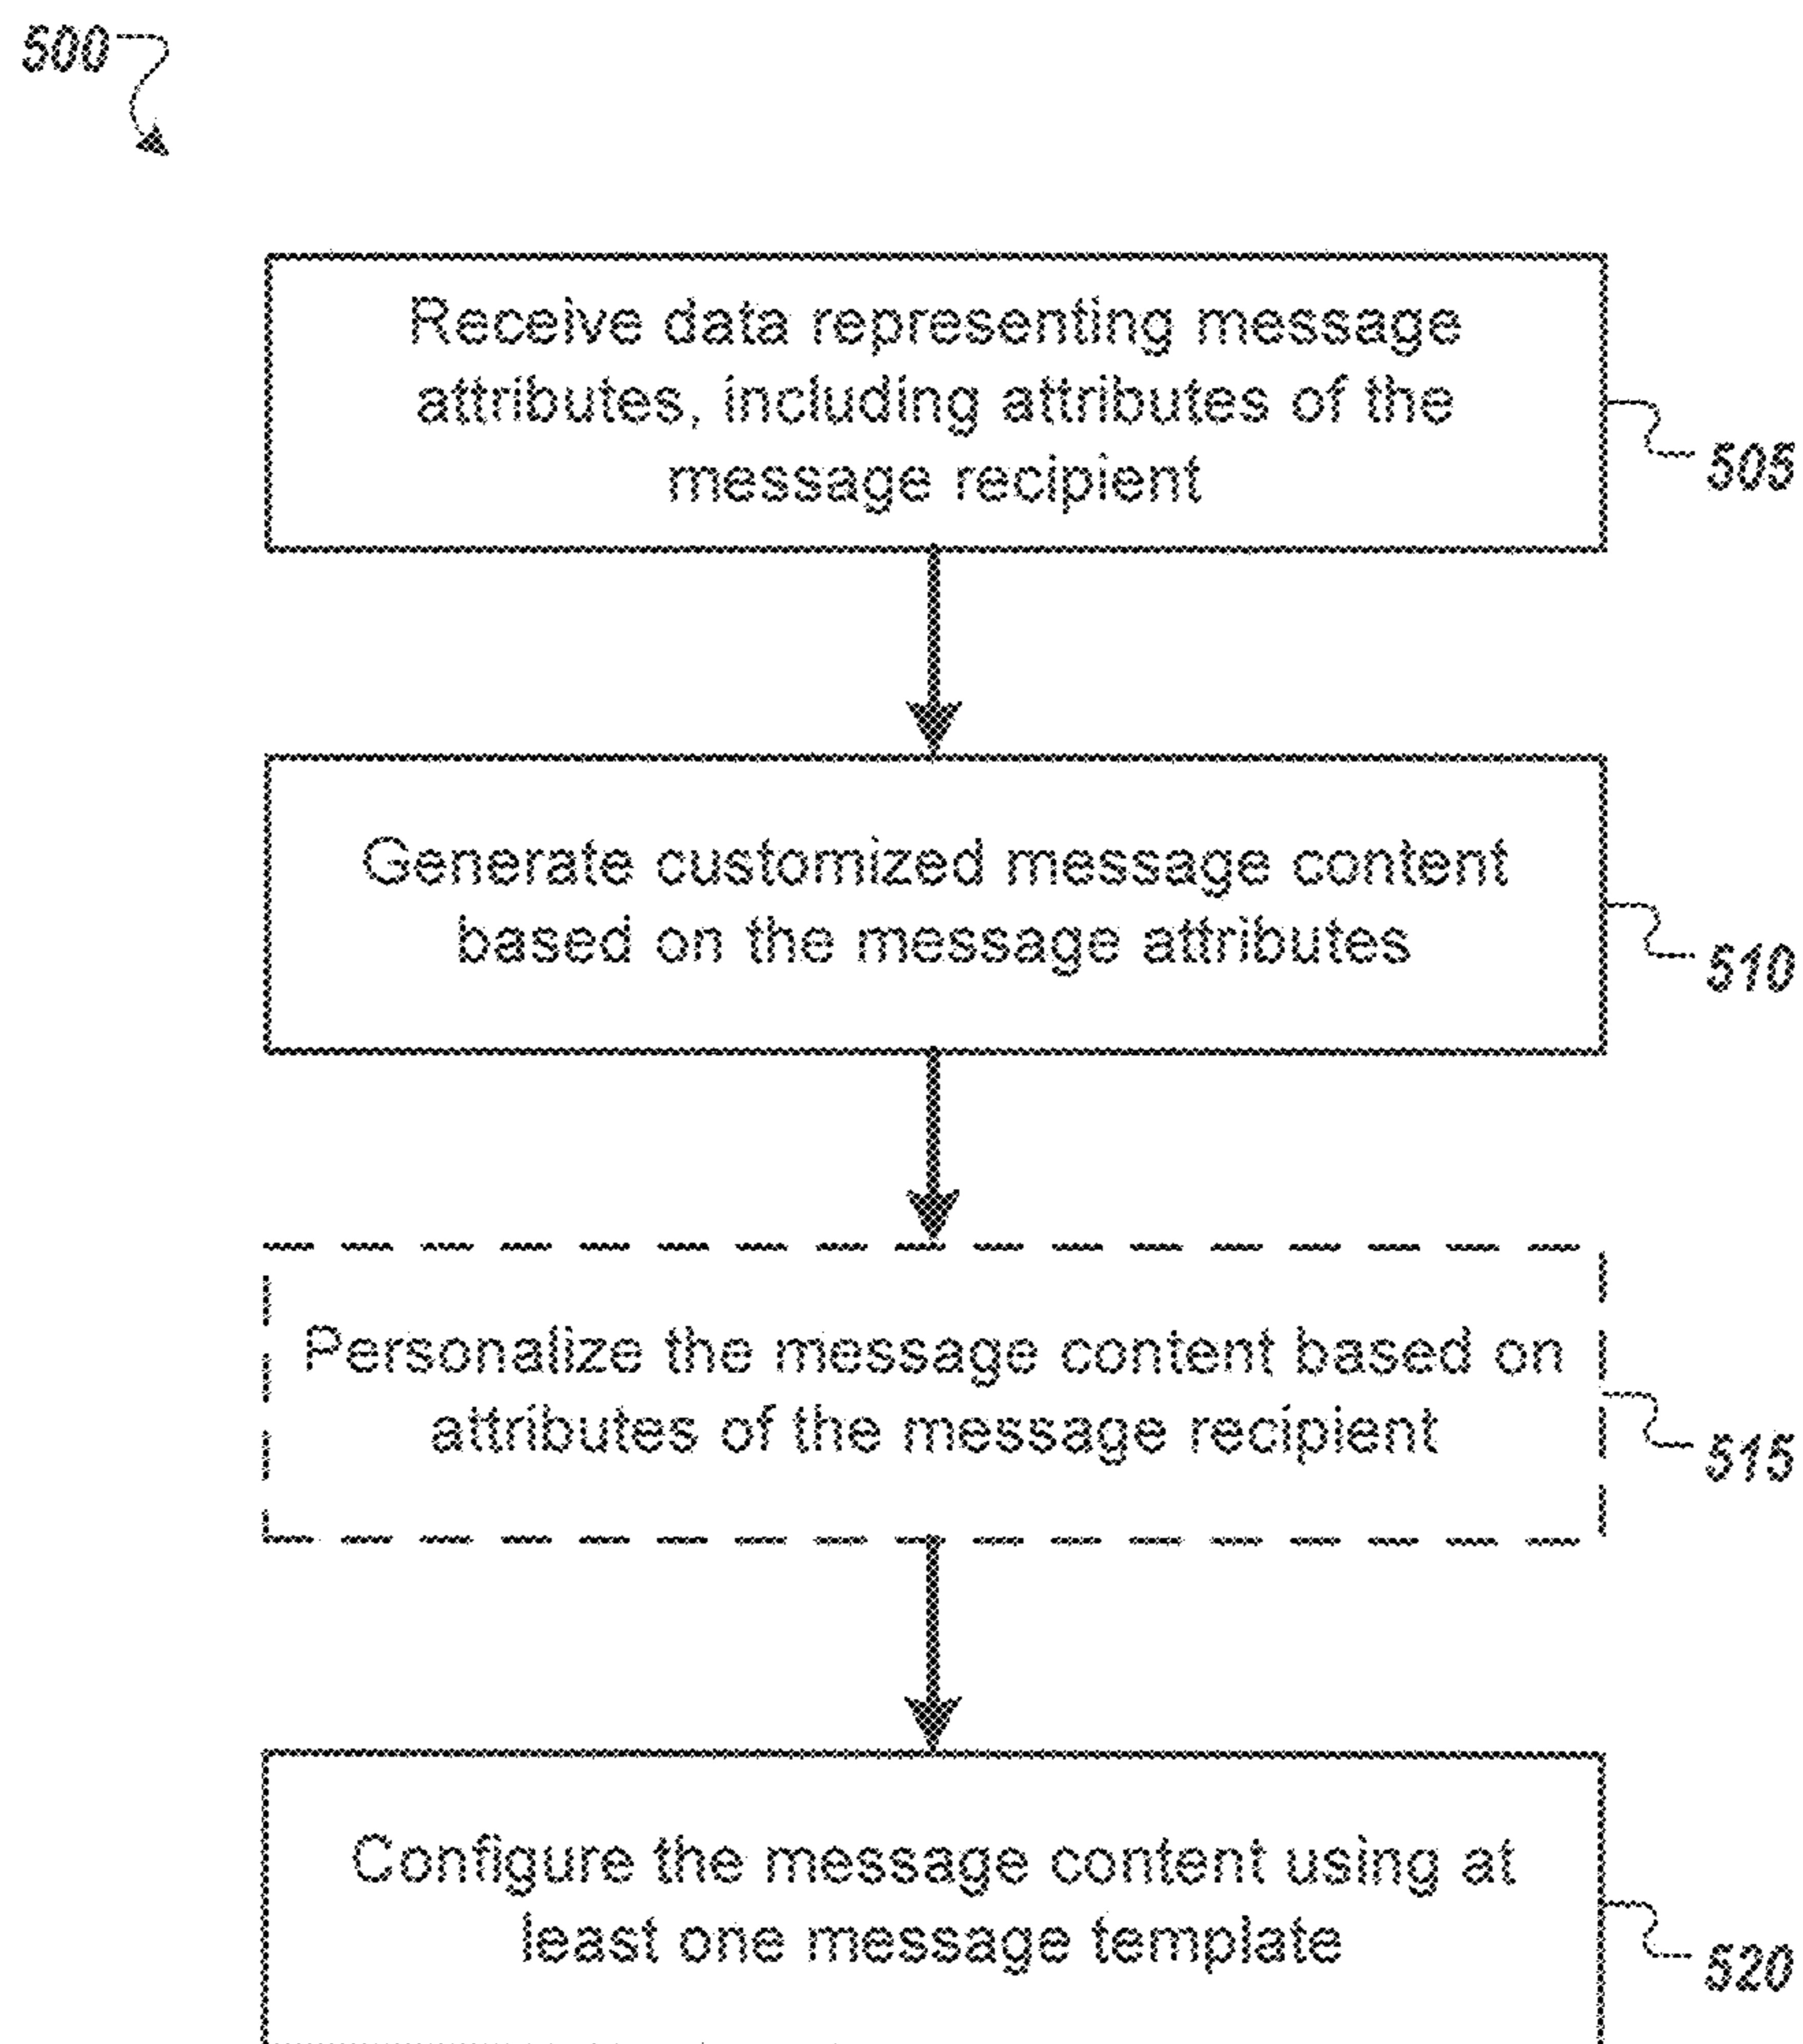 500
Receive data representing message
attributes, including attributes of the
message recipient
505
Generate customized message content
based on the message attributes
510
Personalize the message content based on
attributes of the message recipient
515
Configure the message content using at
least one message template
520